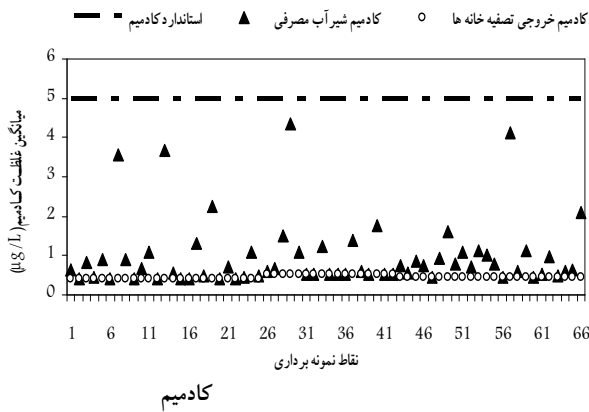 کادمیم خروجی تصفیه خانه ها کادمیم شیر آب مصرفی استاندارد کادمیم
میانگین غلظت کادمیم (µg/L)
6
5
4
3
2
1
0
1 6 11 16 21 26 31 36 41 46 51 56 61 66
نقاط نمونه برداری
کادمیم